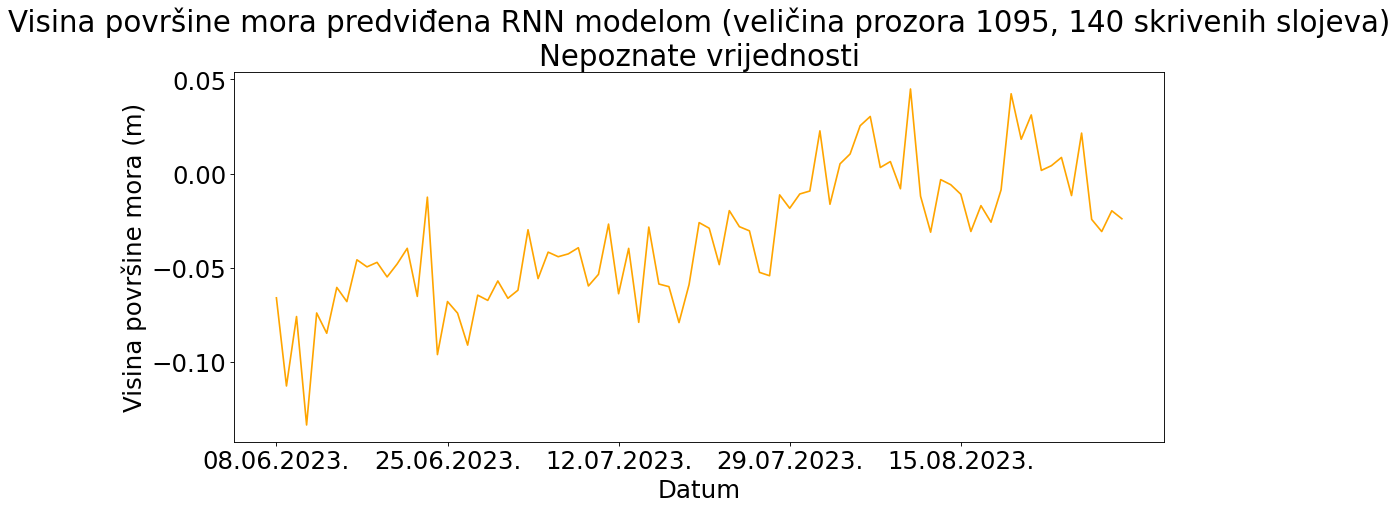 Visina površine mora predviđena RNN modelom (veličina prozora 1095, 140 skrivenih slojeva)
Nepoznate vrijednosti
Visina površine mora (m)
0.05
0.00
−0.05
−0.10
08.06.2023. 25.06.2023. 12.07.2023. 29.07.2023. 15.08.2023.
Datum